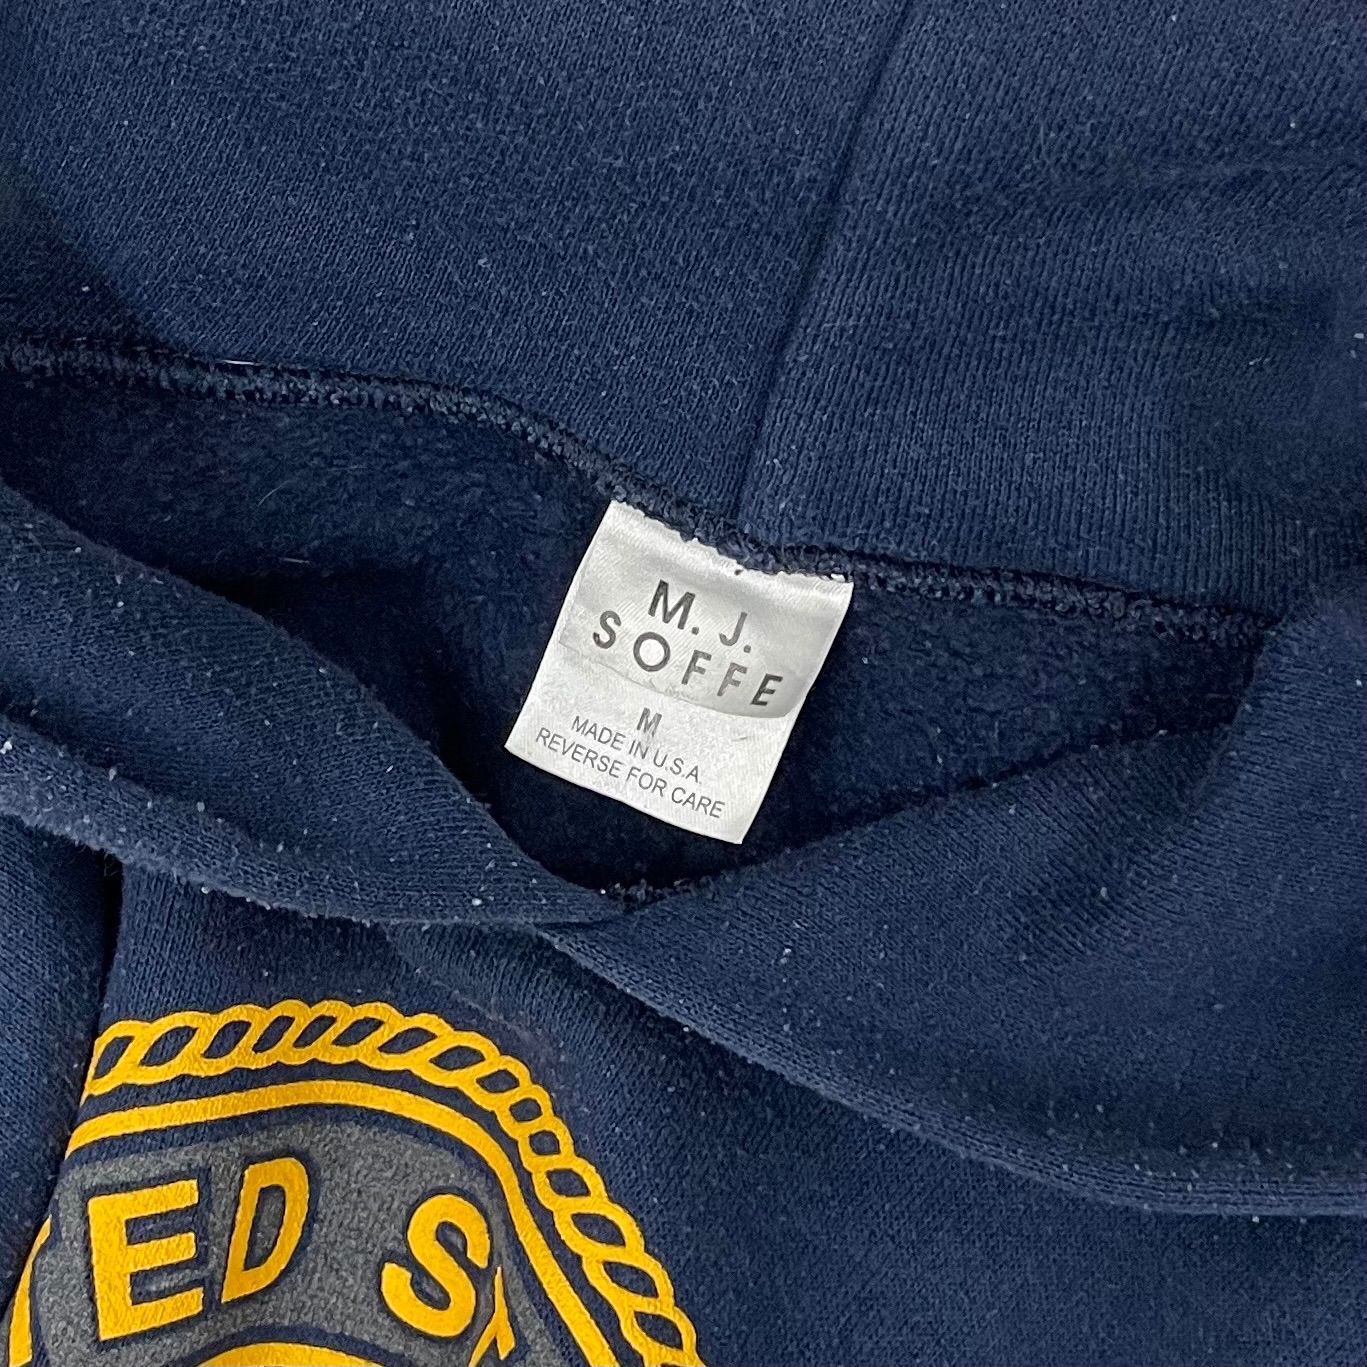 M. J.
SOFFE
M
MADE IN U.S.A.
REVERSE FOR CARE
ED S